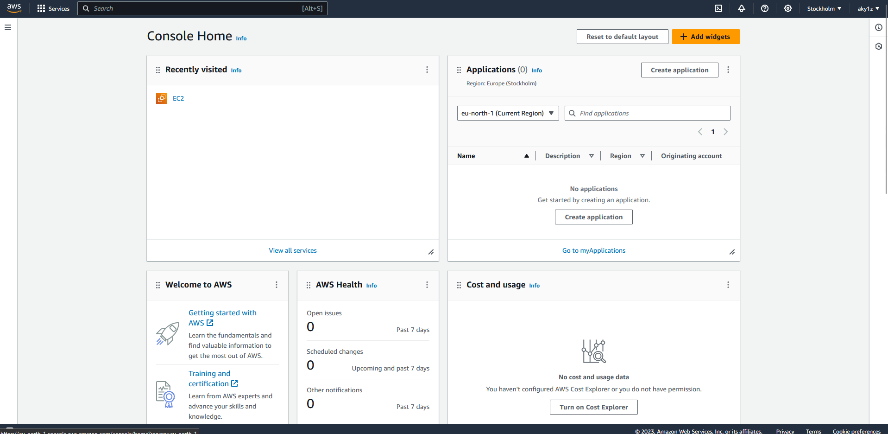 aws
Services
Search
[Alt+S]
Stockholm
aky1z
Console Home Info
Reset to default layout
+ Add widgets
Recently visited Info
EC2
View all services
Applications (0) Info
Region: Europe (Stockholm)
Create application
eu-north-1 (Current Region)
Find applications
1
Name
Description
Region
Originating account
No applications
Get started by creating an application.
Create application
Go to myApplications
Welcome to AWS
Getting started with
AWS
Learn the fundamentals and
find valuable information to
get the most out of AWS.
Training and
certification
Learn from AWS experts and
advance your skills and
knowledge.
AWS Health Info
Open issues
0
Past 7 days
Scheduled changes
0
Upcoming and past 7 days
Other notifications
0
Past 7 days
Cost and usage Info
No cost and usage data
You haven't configured AWS Cost Explorer or you do not have permission.
Turn on Cost Explorer
© 2023, Amazon Web Services, Inc. or its affiliates.
Privacy
Terms
Cookie preferences